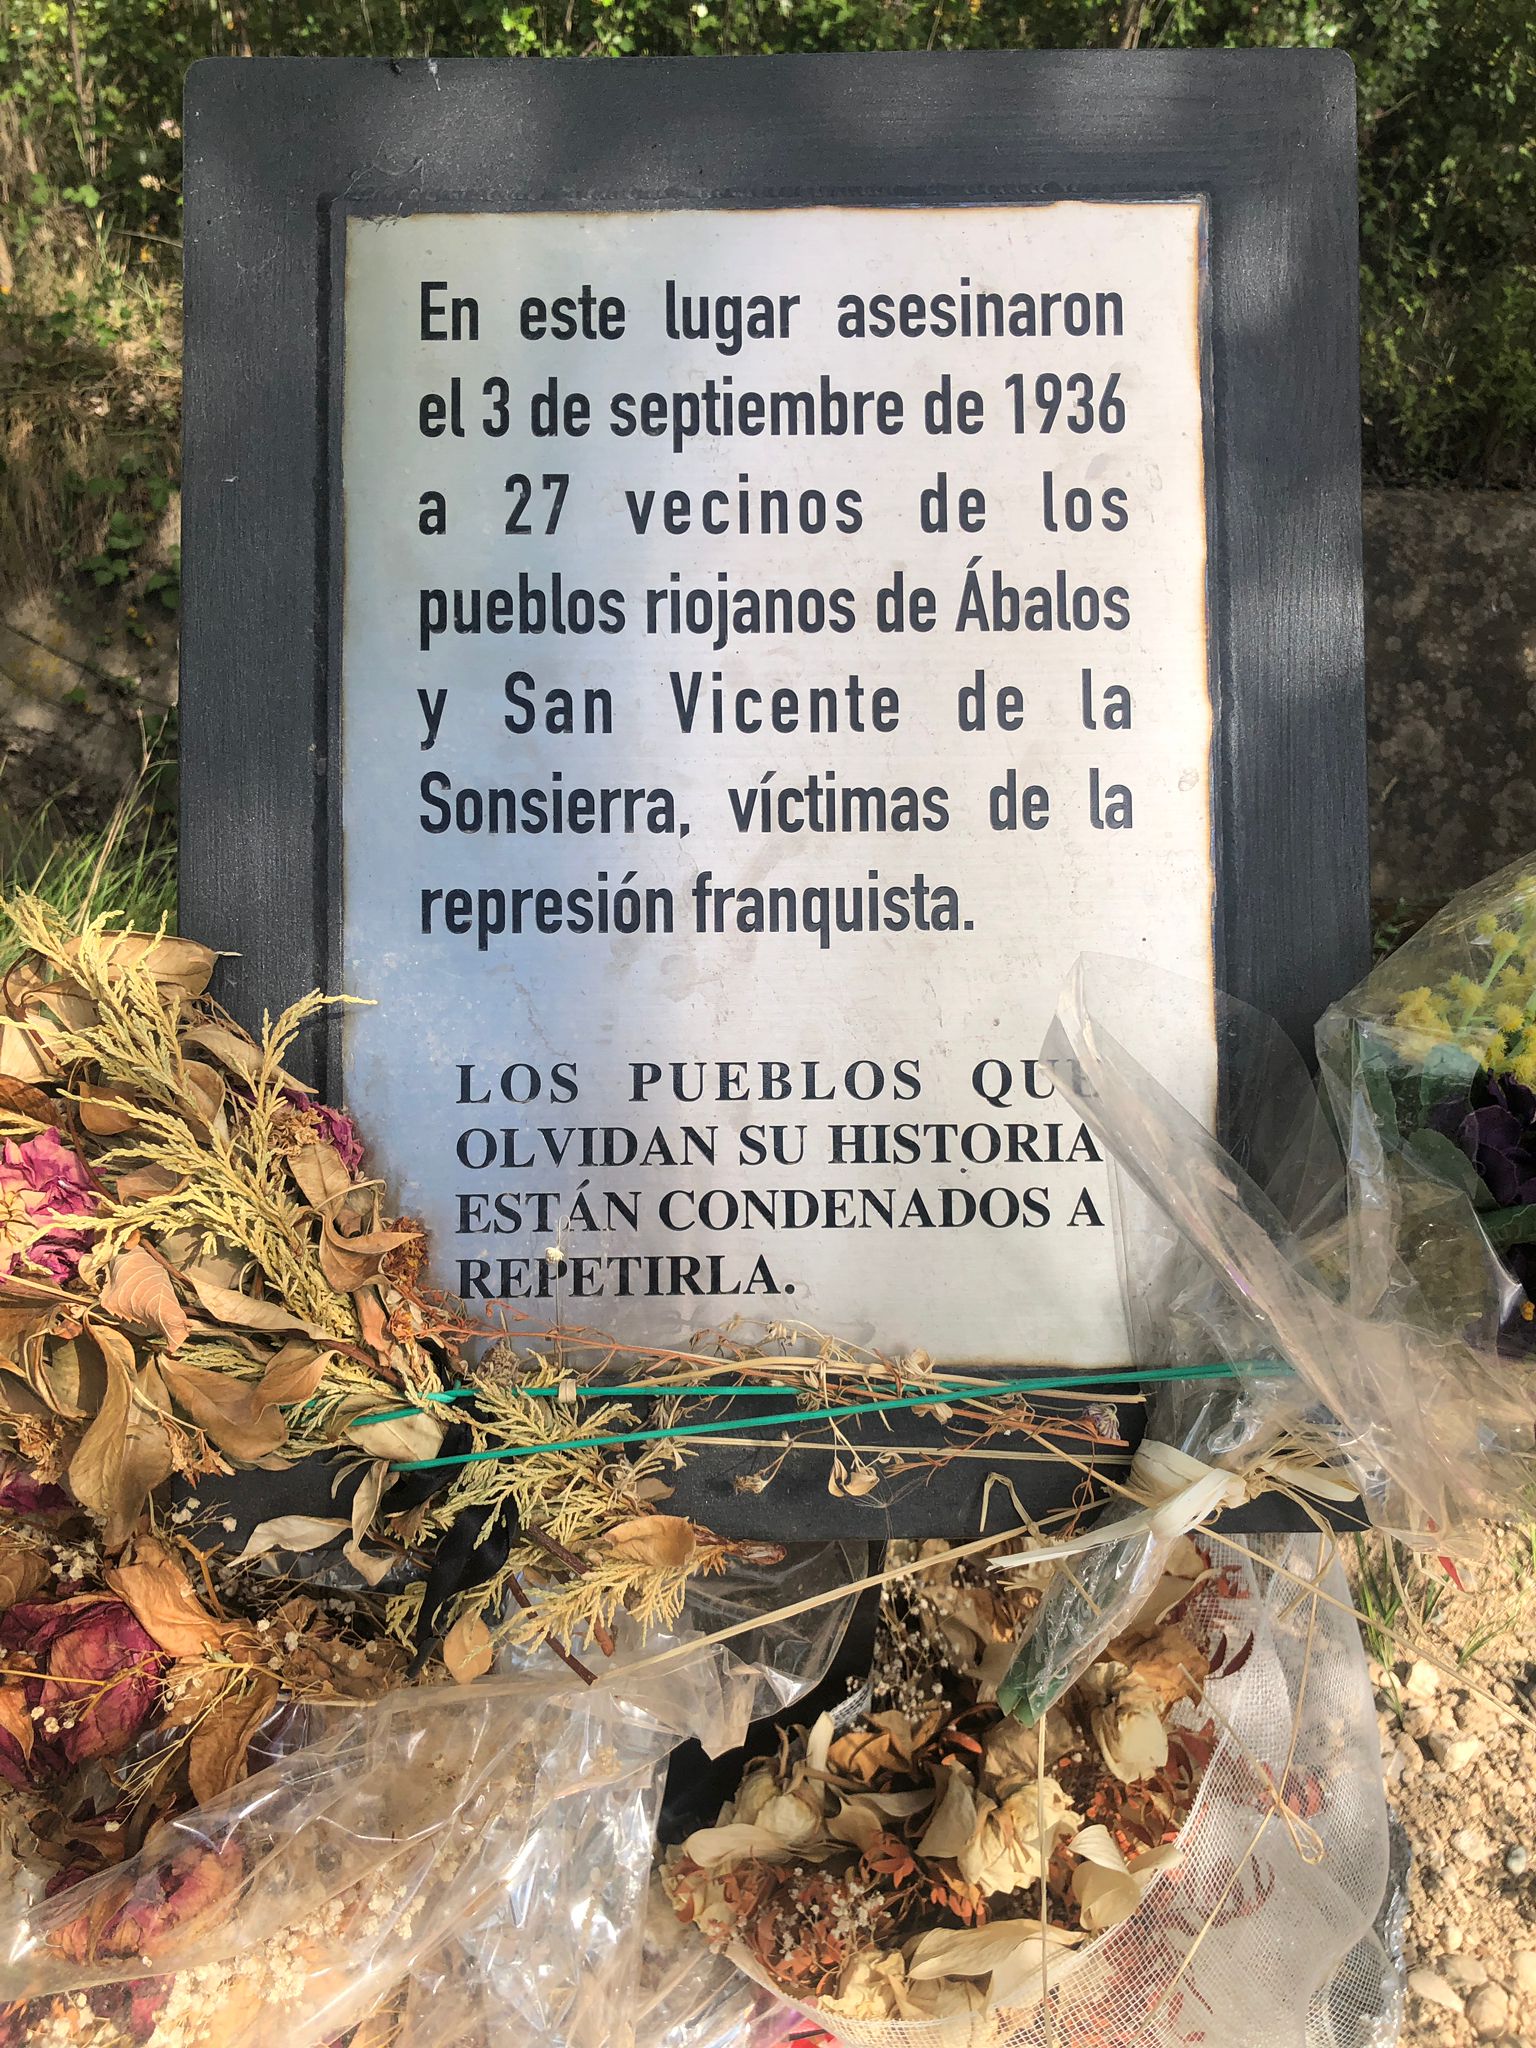 En este lugar asesinaron
el 3 de septiembre de 1936
a 27 vecinos de los
pueblos riojanos de Ábalos
y San Vicente de la
Sonsierra, víctimas de la
represión franquista.
LOS PUEBLOS QUE
OLVIDAN SU HISTORIA
ESTÁN CONDENADOS A
REPETIRLA.